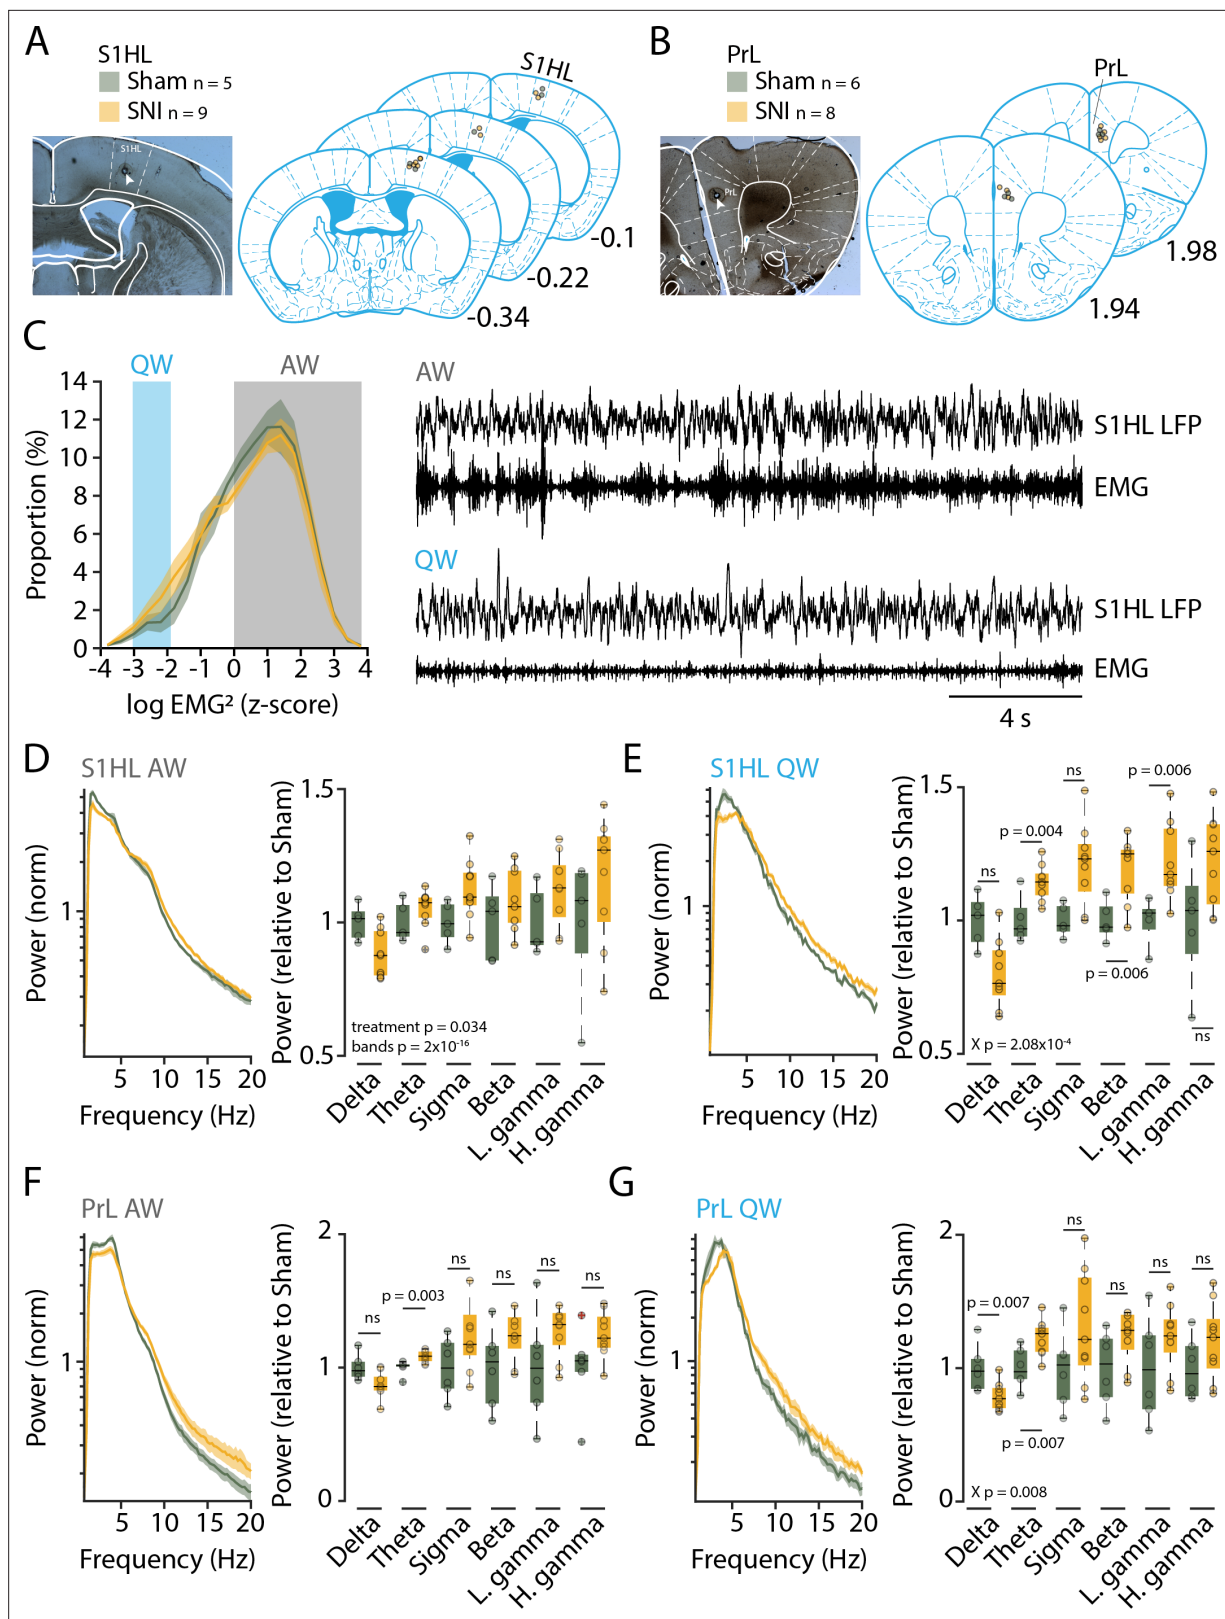 A
S1HL
Sham n = 5
SNI n = 9
S1HL
S1HL
-0.1
-0.22
-0.34
B
PrL
Sham n = 6
SNI n = 8
PrL
PrL
1.98
1.94
C
QW
AW
Proportion (%)
14
12
10
8
6
4
2
0
-4 -3 -2 -1 0 1 2 3 4
log EMG² (z-score)
AW
S1HL LFP
EMG
QW
S1HL LFP
EMG
4 s
D
S1HL AW
Power (norm)
1
5 10 15 20
Frequency (Hz)
Power (relative to Sham)
1.5
1
0.5
treatment p = 0.034
bands p = 2x10⁻¹⁶
Delta
Theta
Sigma
Beta
L. gamma
H. gamma
E
S1HL QW
Power (norm)
1
5 10 15 20
Frequency (Hz)
Power (relative to Sham)
1.5
1
0.5
ns
p = 0.004
ns
p = 0.006
p = 0.006
ns
X p = 2.08x10⁻⁴
Delta
Theta
Sigma
Beta
L. gamma
H. gamma
F
PrL AW
Power (norm)
1
5 10 15 20
Frequency (Hz)
Power (relative to Sham)
2
1
0
ns
p = 0.003
ns
ns
ns
ns
Delta
Theta
Sigma
Beta
L. gamma
H. gamma
G
PrL QW
Power (norm)
1
5 10 15 20
Frequency (Hz)
Power (relative to Sham)
2
1
0
p = 0.007
p = 0.007
ns
ns
ns
ns
X p = 0.008
Delta
Theta
Sigma
Beta
L. gamma
H. gamma